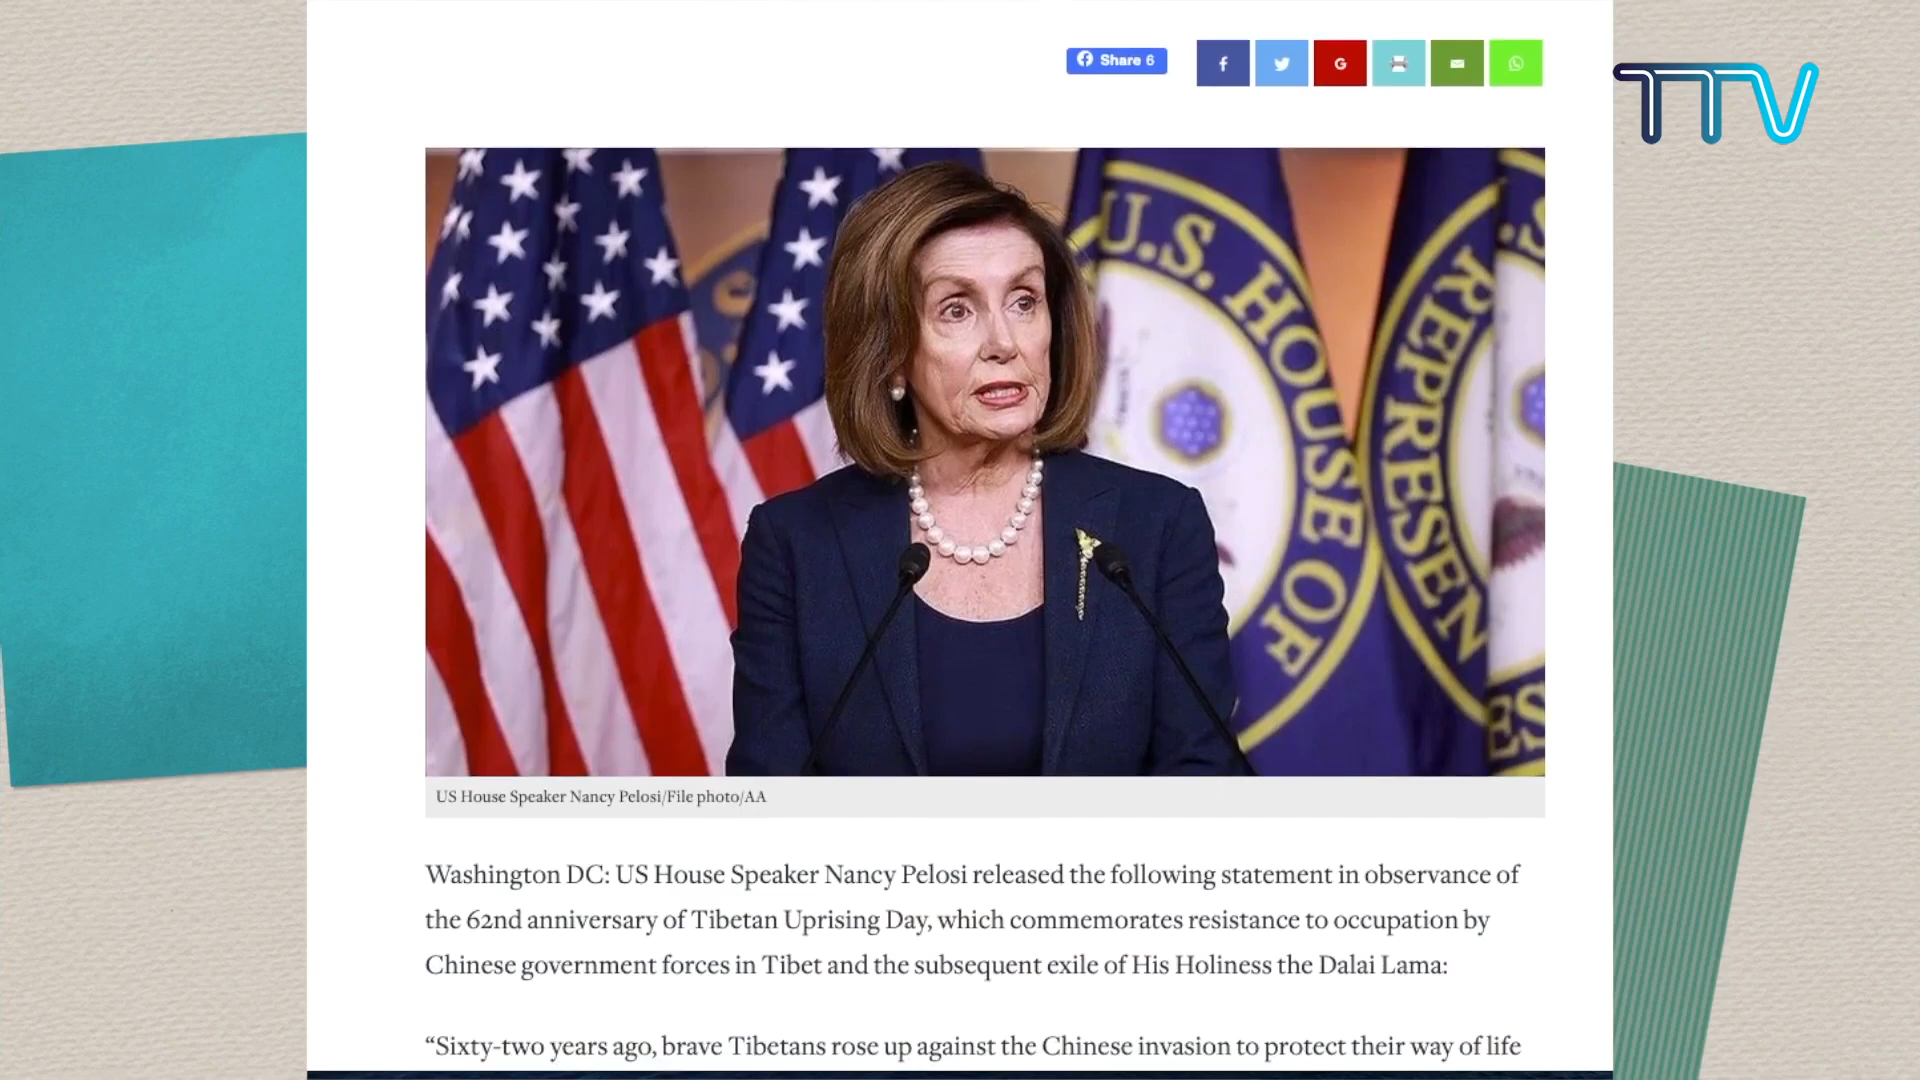 Share 6
TTV
U.S. HOUSE OF
REPRESEN
ES
US House Speaker Nancy Pelosi/File photo/AA
Washington DC: US House Speaker Nancy Pelosi released the following statement in observance of
the 62nd anniversary of Tibetan Uprising Day, which commemorates resistance to occupation by
Chinese government forces in Tibet and the subsequent exile of His Holiness the Dalai Lama:
“Sixty-two years ago, brave Tibetans rose up against the Chinese invasion to protect their way of life